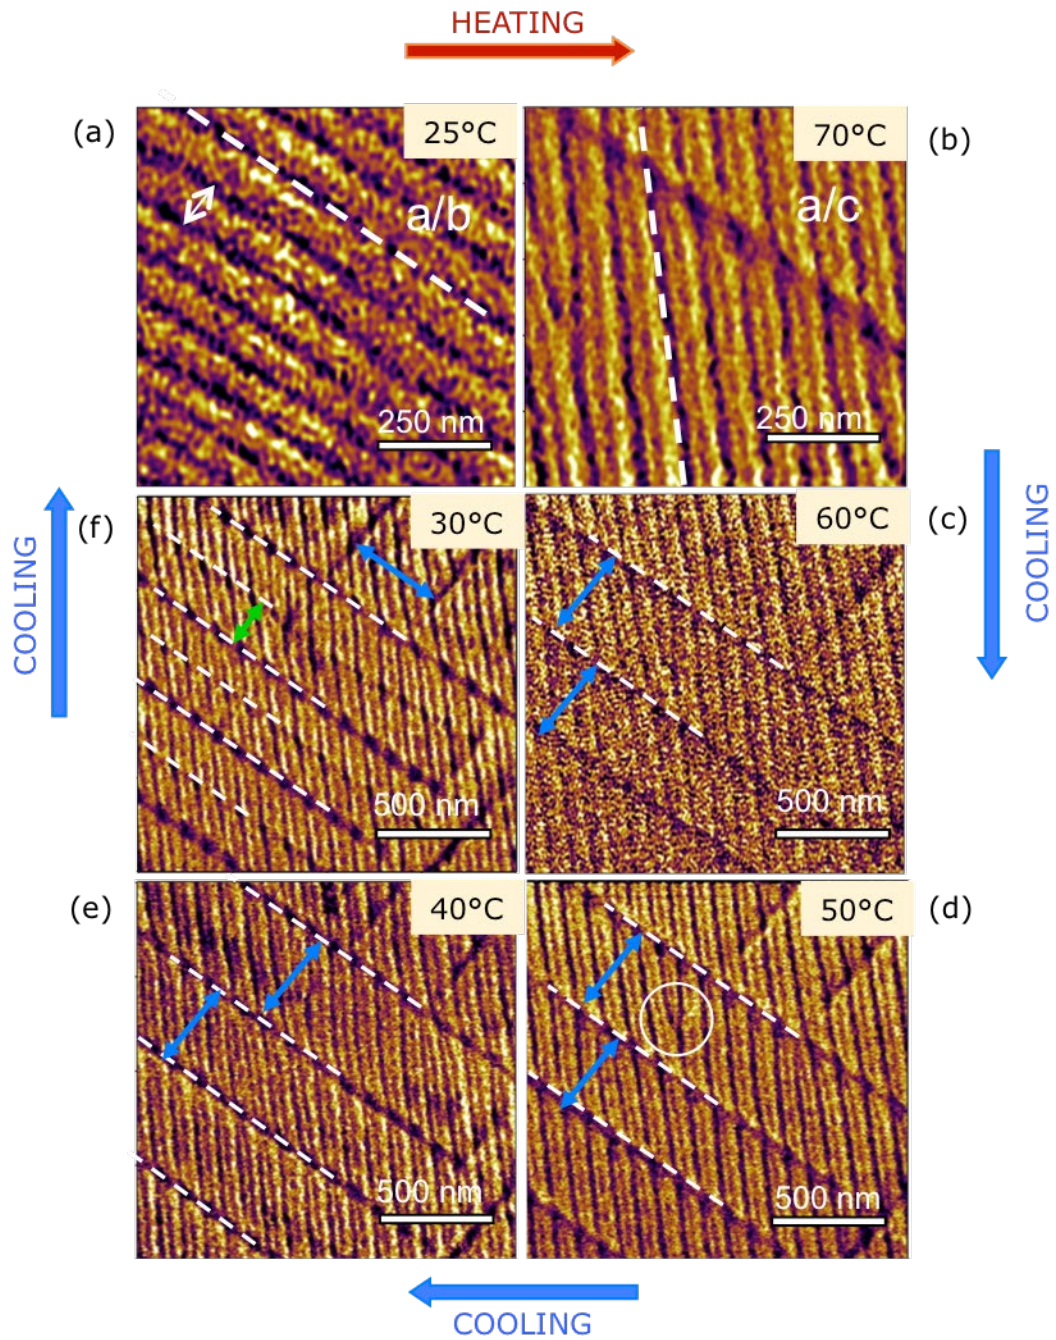 HEATING
(a)
25°C
a/b
250 nm
70°C
(b)
a/c
250 nm
COOLING
(f)
30°C
500 nm
60°C
(c)
500 nm
COOLING
(e)
40°C
500 nm
50°C
(d)
500 nm
COOLING